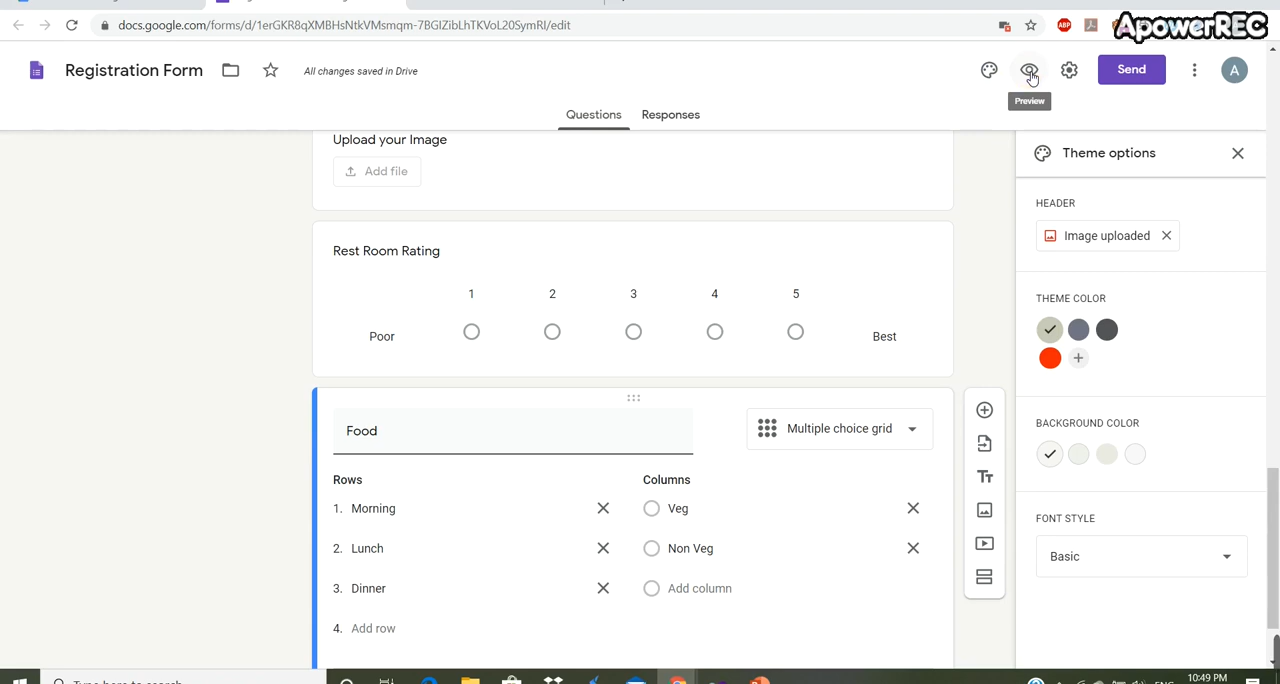 docs.google.com/forms/d/1erGKR8qXMBHsNtkVMsmqm-7BGIZibLhTKVoL20SymRI/edit
ABP
ApowerREC
Registration Form
All changes saved in Drive
Send
A
Preview
Questions
Responses
Upload your Image
Add file
Theme options
HEADER
Image uploaded
Rest Room Rating
1 2 3 4 5
Poor
Best
THEME COLOR
Food
Multiple choice grid
BACKGROUND COLOR
Rows
Columns
1. Morning
Veg
2. Lunch
Non Veg
3. Dinner
Add column
4. Add row
Tt
FONT STYLE
Basic
Type here to search
ENG
10:49 PM